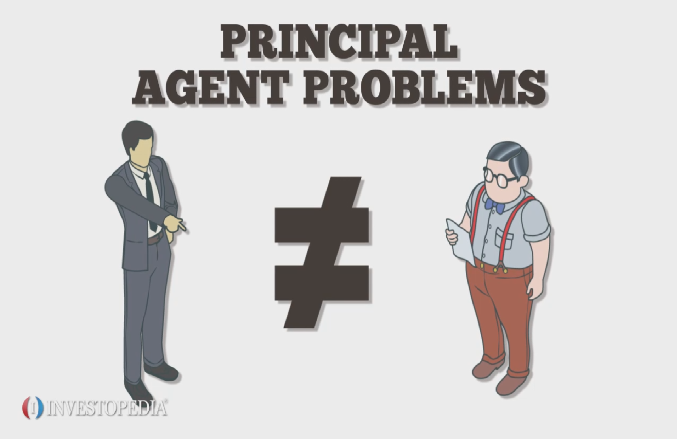 PRINCIPAL
AGENT PROBLEMS
≠
INVESTOPEDIA®